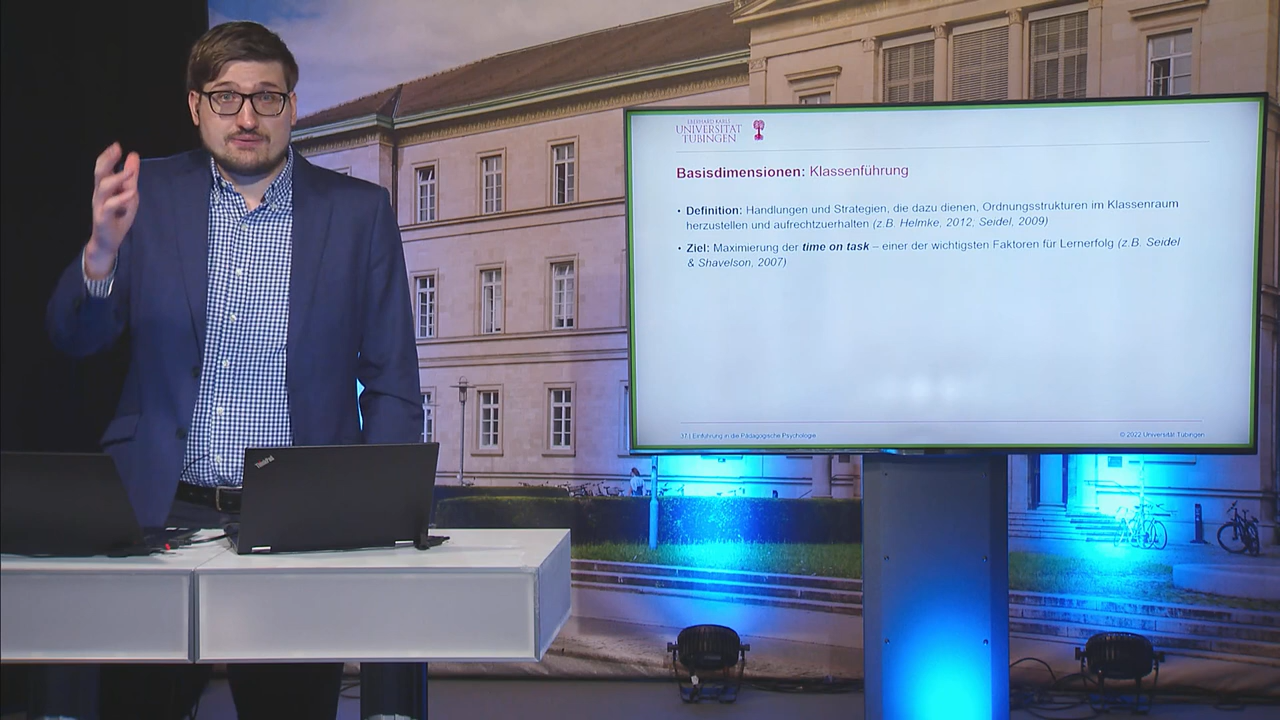 EBERHARD KARLS
UNIVERSITÄT
TÜBINGEN
Basisdimensionen: Klassenführung
• Definition: Handlungen und Strategien, die dazu dienen, Ordnungsstrukturen im Klassenraum
herzustellen und aufrechtzuerhalten (z.B. Helmke, 2012; Seidel, 2009)
• Ziel: Maximierung der time on task – einer der wichtigsten Faktoren für Lernerfolg (z.B. Seidel
& Shavelson, 2007)
37 | Einführung in die Pädagogische Psychologie
© 2022 Universität Tübingen
ThinkPad